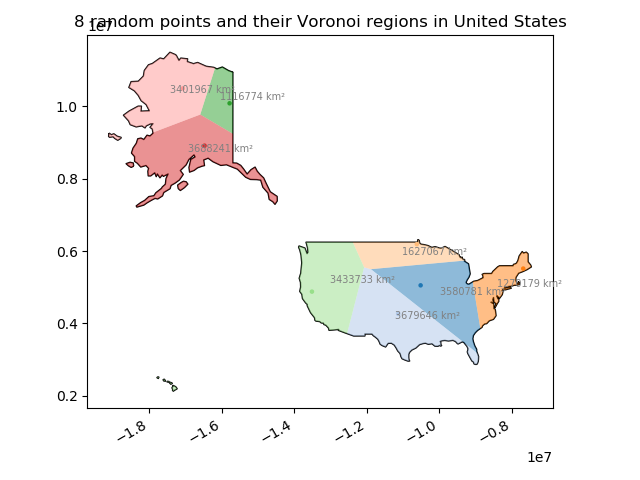 8 random points and their Voronoi regions in United States
1e7
3401967 km²
1116774 km²
1.0
3688241 km²
0.8
0.6
1627067 km²
3433733 km²
3580781 km²
3679646 km²
0.4
0.2
−1.8
−1.6
−1.4
−1.2
−1.0
−0.8
1e7